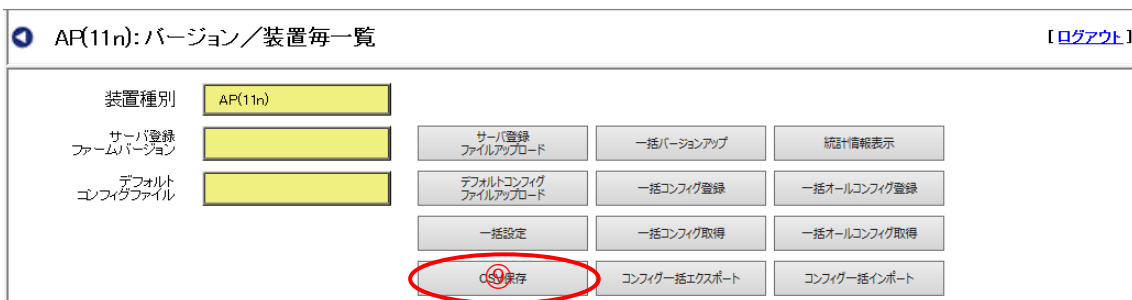 AP(11n):バージョン／装置毎一覧
[ログアウト]
装置種別
AP(11n)
サーバ登録
ファームバージョン
サーバ登録
ファイルアップロード
一括バージョンアップ
統計情報表示
デフォルト
コンフィグファイル
デフォルトコンフィグ
ファイルアップロード
一括コンフィグ登録
一括オールコンフィグ登録
一括設定
一括コンフィグ取得
一括オールコンフィグ取得
CSV保存
⑨
コンフィグ一括エクスポート
コンフィグ一括インポート